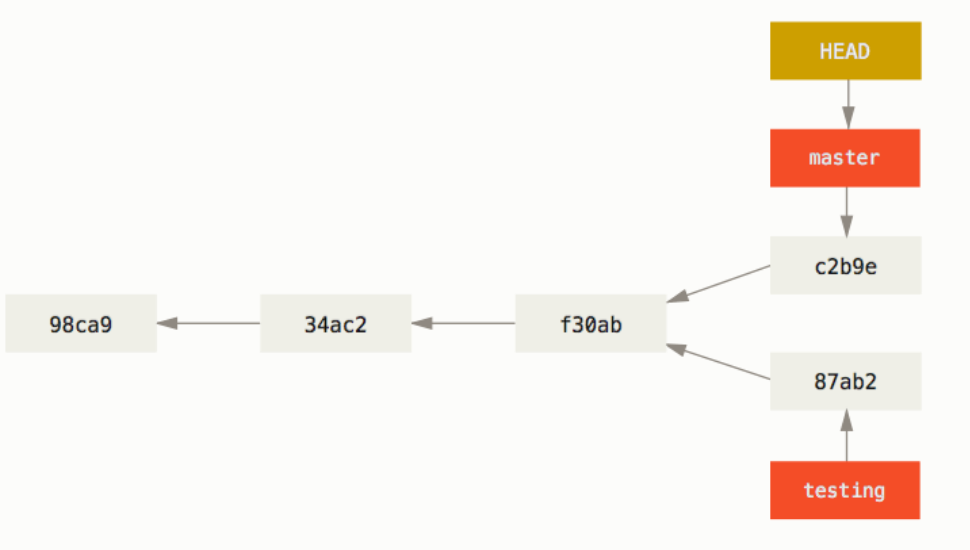 HEAD
master
c2b9e
98ca9
34ac2
f30ab
87ab2
testing